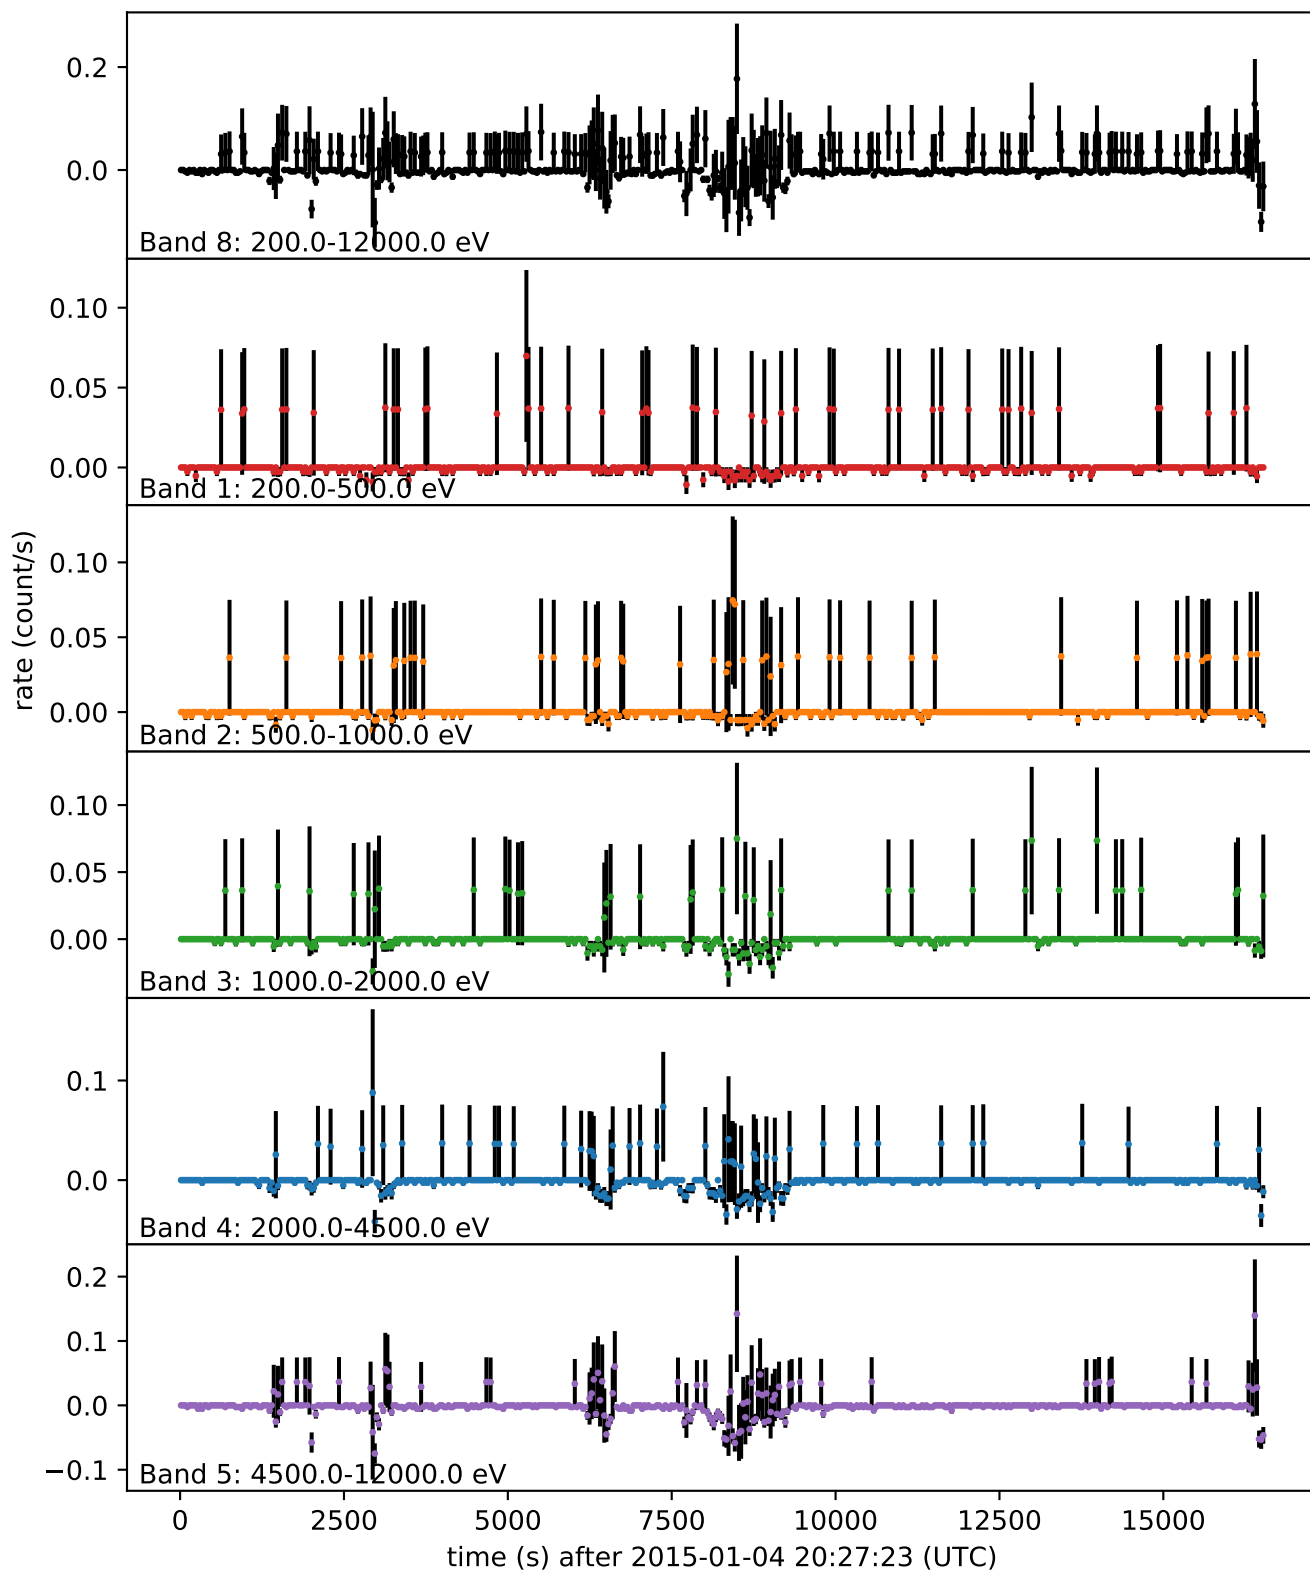 0.2
0.0
Band 8: 200.0-12000.0 eV
0.10
0.05
0.00
Band 1: 200.0-500.0 eV
0.10
0.05
0.00
Band 2: 500.0-1000.0 eV
rate (count/s)
0.10
0.05
0.00
Band 3: 1000.0-2000.0 eV
0.1
0.0
Band 4: 2000.0-4500.0 eV
0.2
0.1
0.0
−0.1
Band 5: 4500.0-12000.0 eV
0 2500 5000 7500 10000 12500 15000
time (s) after 2015-01-04 20:27:23 (UTC)